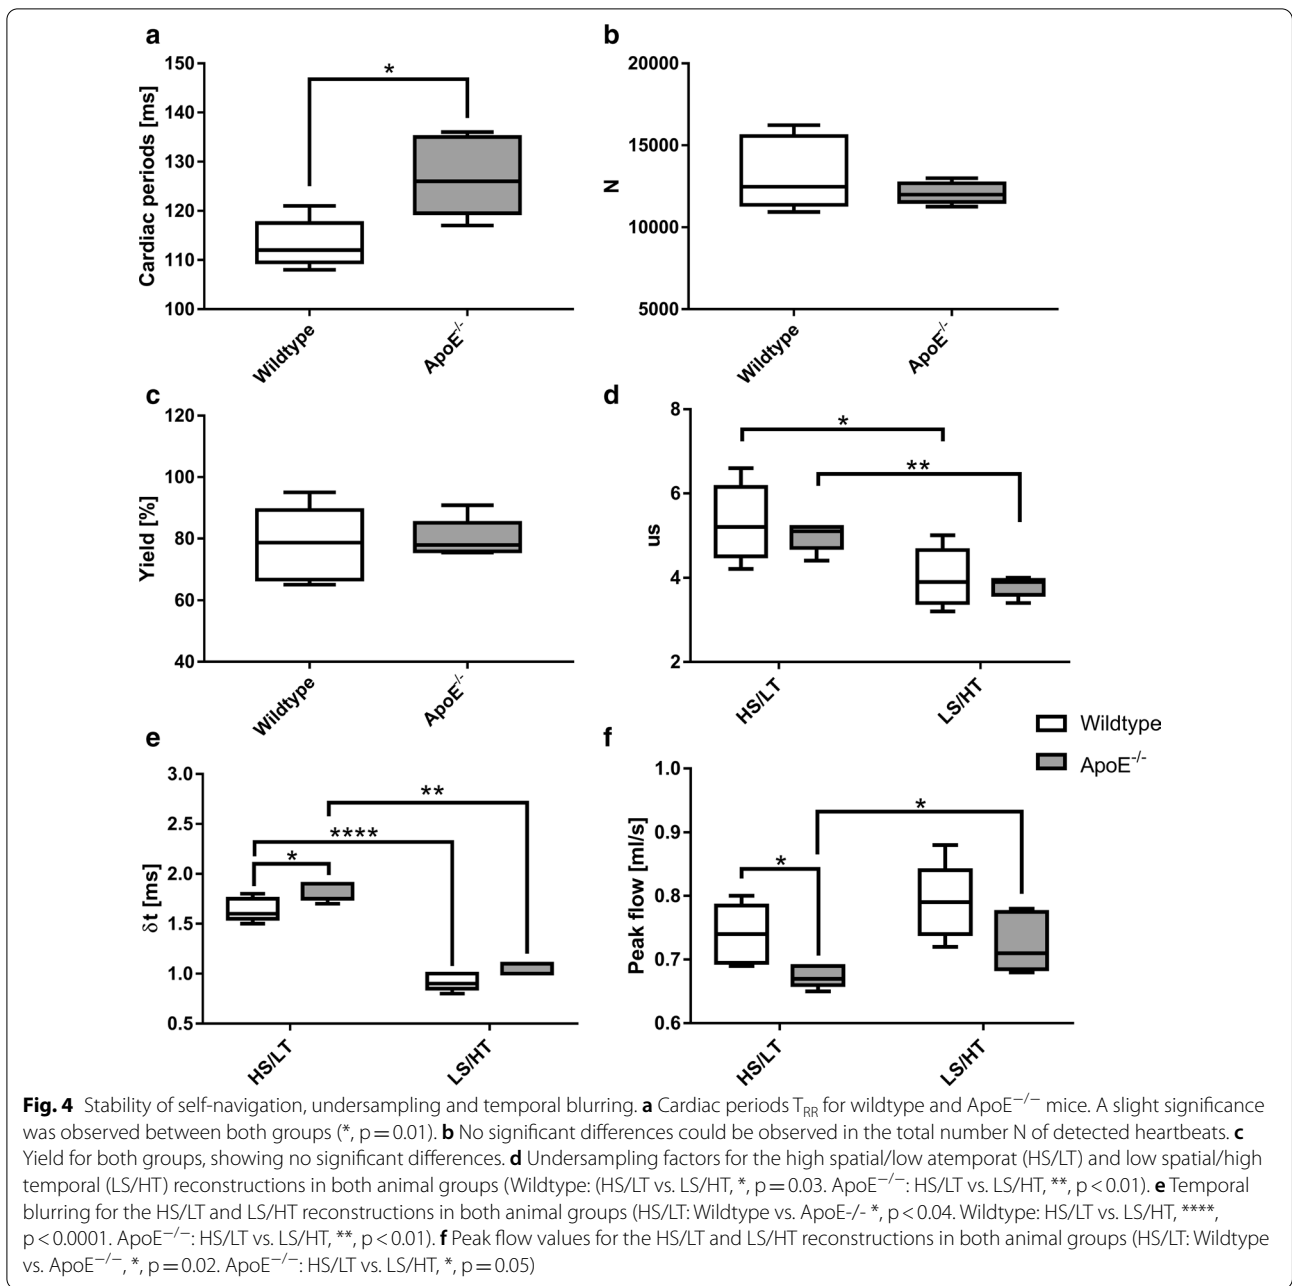 a
Cardiac periods [ms]
150
140
130
120
110
100
*
Wildtype
ApoE-/-
b
N
20000
15000
10000
5000
Wildtype
ApoE-/-
c
Yield [%]
120
100
80
60
40
Wildtype
ApoE-/-
d
us
8
6
4
2
*
**
HS/LT
LS/HT
Wildtype
ApoE-/-
e
δt [ms]
3.0
2.5
2.0
1.5
1.0
0.5
**
****
*
HS/LT
LS/HT
f
Peak flow [ml/s]
1.0
0.9
0.8
0.7
0.6
*
*
HS/LT
LS/HT
Fig. 4 Stability of self-navigation, undersampling and temporal blurring. a Cardiac periods TRR for wildtype and ApoE−/− mice. A slight significance
was observed between both groups (*, p = 0.01). b No significant differences could be observed in the total number N of detected heartbeats. c
Yield for both groups, showing no significant differences. d Undersampling factors for the high spatial/low atemporat (HS/LT) and low spatial/high
temporal (LS/HT) reconstructions in both animal groups (Wildtype: (HS/LT vs. LS/HT, *, p = 0.03. ApoE−/−: HS/LT vs. LS/HT, **, p < 0.01). e Temporal
blurring for the HS/LT and LS/HT reconstructions in both animal groups (HS/LT: Wildtype vs. ApoE-/- *, p < 0.04. Wildtype: HS/LT vs. LS/HT, ****,
p < 0.0001. ApoE−/−: HS/LT vs. LS/HT, **, p < 0.01). f Peak flow values for the HS/LT and LS/HT reconstructions in both animal groups (HS/LT: Wildtype
vs. ApoE−/−, *, p = 0.02. ApoE−/−: HS/LT vs. LS/HT, *, p = 0.05)